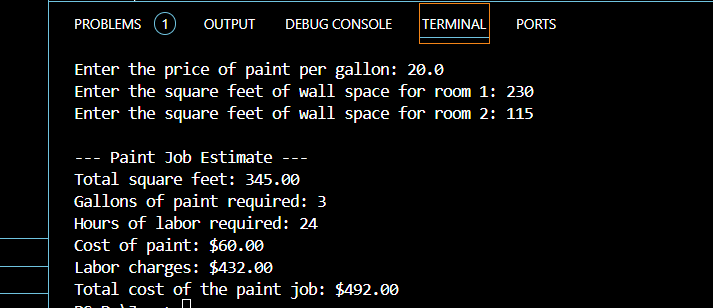 PROBLEMS 1 OUTPUT DEBUG CONSOLE TERMINAL PORTS
Enter the price of paint per gallon: 20.0
Enter the square feet of wall space for room 1: 230
Enter the square feet of wall space for room 2: 115
--- Paint Job Estimate ---
Total square feet: 345.00
Gallons of paint required: 3
Hours of labor required: 24
Cost of paint: $60.00
Labor charges: $432.00
Total cost of the paint job: $492.00